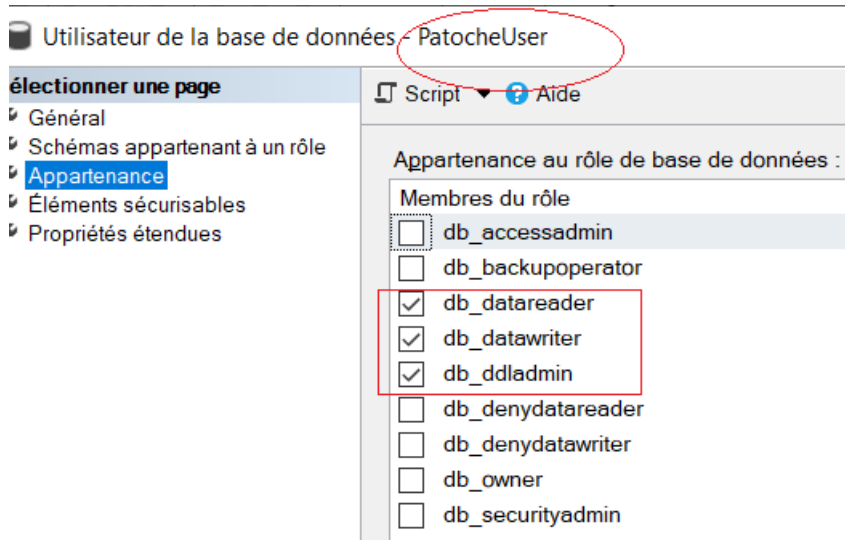 Utilisateur de la base de données - PatocheUser
électionner une page
Général
Schémas appartenant à un rôle
Appartenance
Éléments sécurisables
Propriétés étendues
Script
Aide
Appartenance au rôle de base de données :
Membres du rôle
db_accessadmin
db_backupoperator
db_datareader
db_datawriter
db_ddladmin
db_denydatareader
db_denydatawriter
db_owner
db_securityadmin